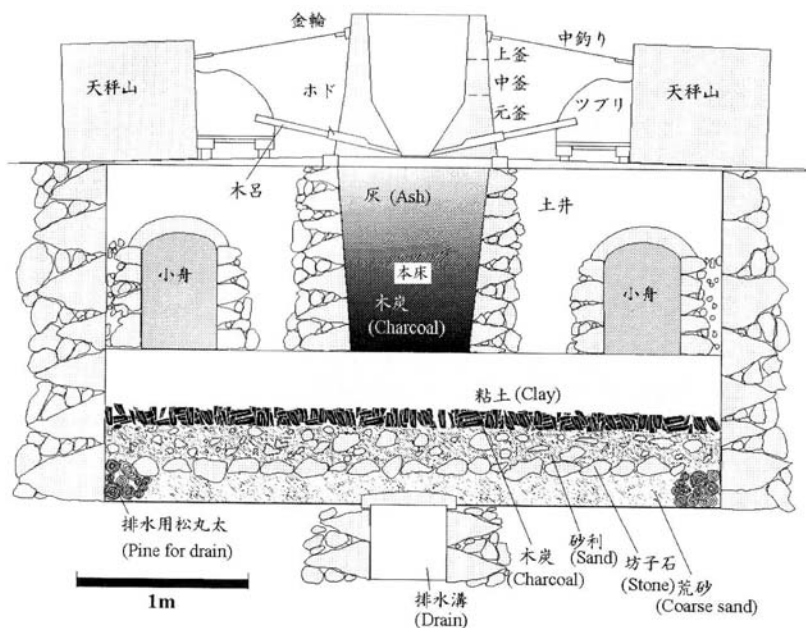 金輪
中釣り
天秤山
ホド
上釜
中釜
元釜
ツブリ
天秤山
木呂
灰 (Ash)
土井
小舟
本床
小舟
木炭
(Charcoal)
粘土 (Clay)
排水用松丸太
(Pine for drain)
木炭
(Charcoal)
砂利
(Sand)
坊子石
(Stone)
荒砂
(Coarse sand)
排水溝
(Drain)
1m